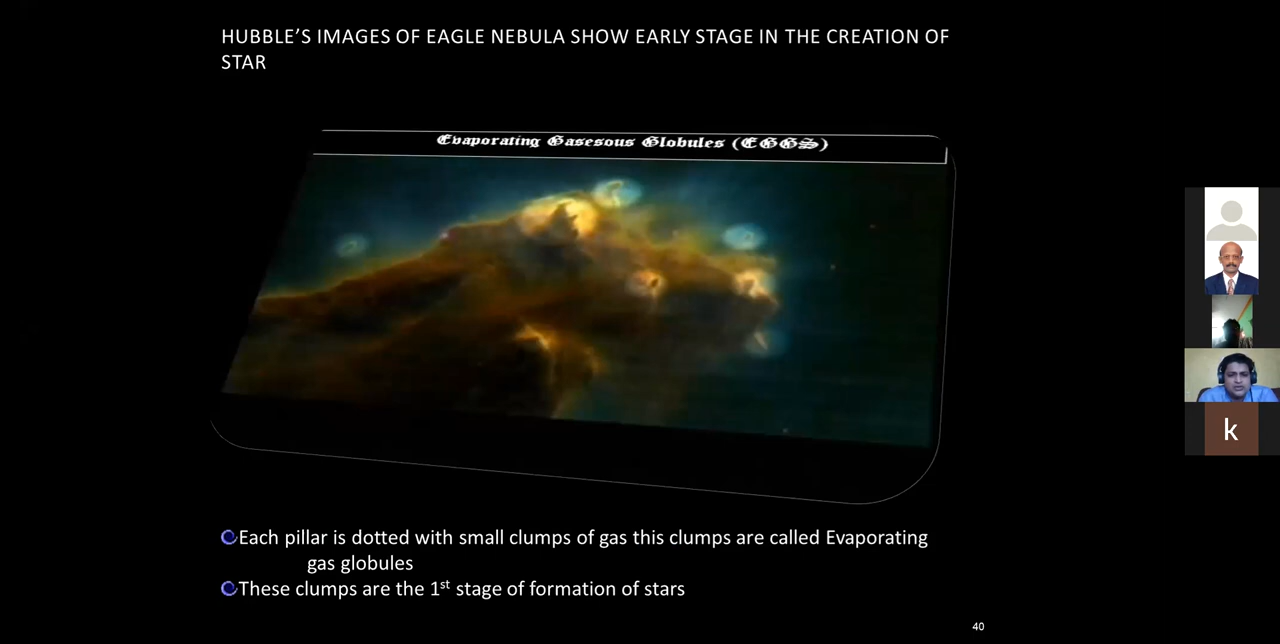 HUBBLE’S IMAGES OF EAGLE NEBULA SHOW EARLY STAGE IN THE CREATION OF
STAR
Evaporating Gasesous Globules (EGGS)
Each pillar is dotted with small clumps of gas this clumps are called Evaporating
gas globules
These clumps are the 1st stage of formation of stars
k
40